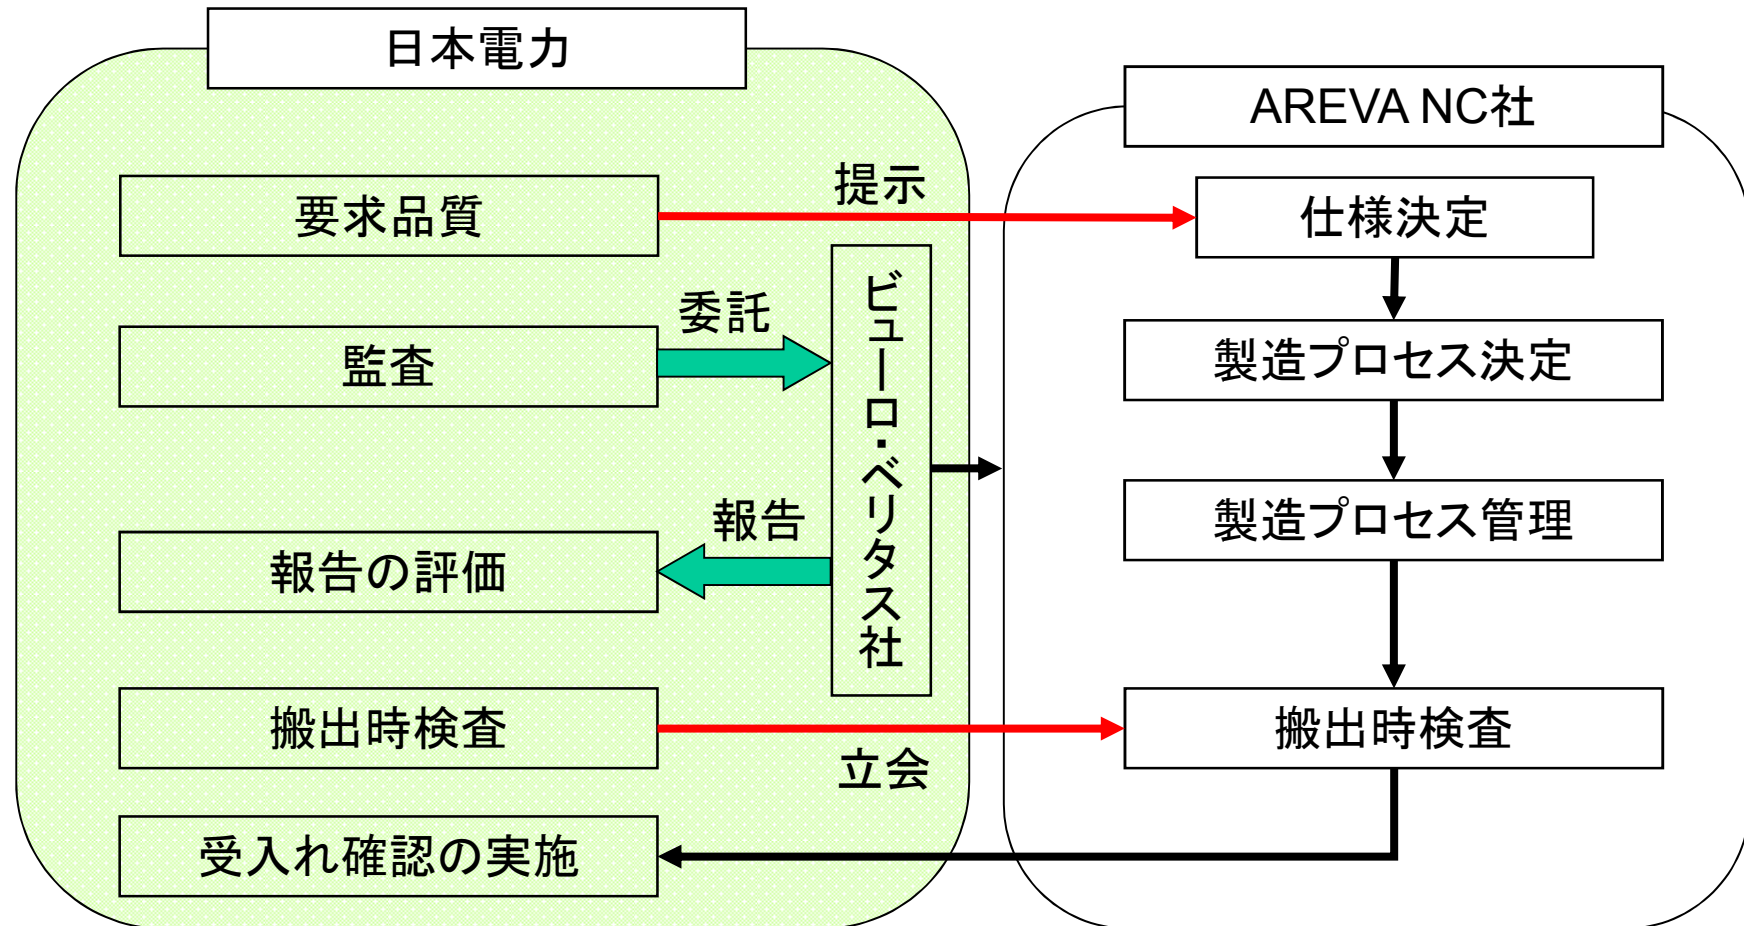 日本電力
AREVA NC社
要求品質
提示
仕様決定
監査
委託
ビューロ・ベリタス社
製造プロセス決定
報告の評価
報告
製造プロセス管理
搬出時検査
立会
搬出時検査
受入れ確認の実施